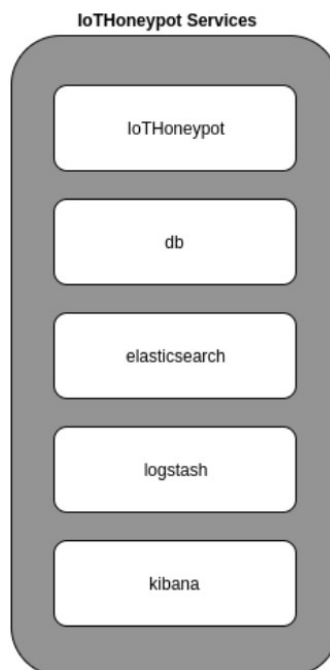 IoTHoneypot Services
IoTHoneypot
db
elasticsearch
logstash
kibana